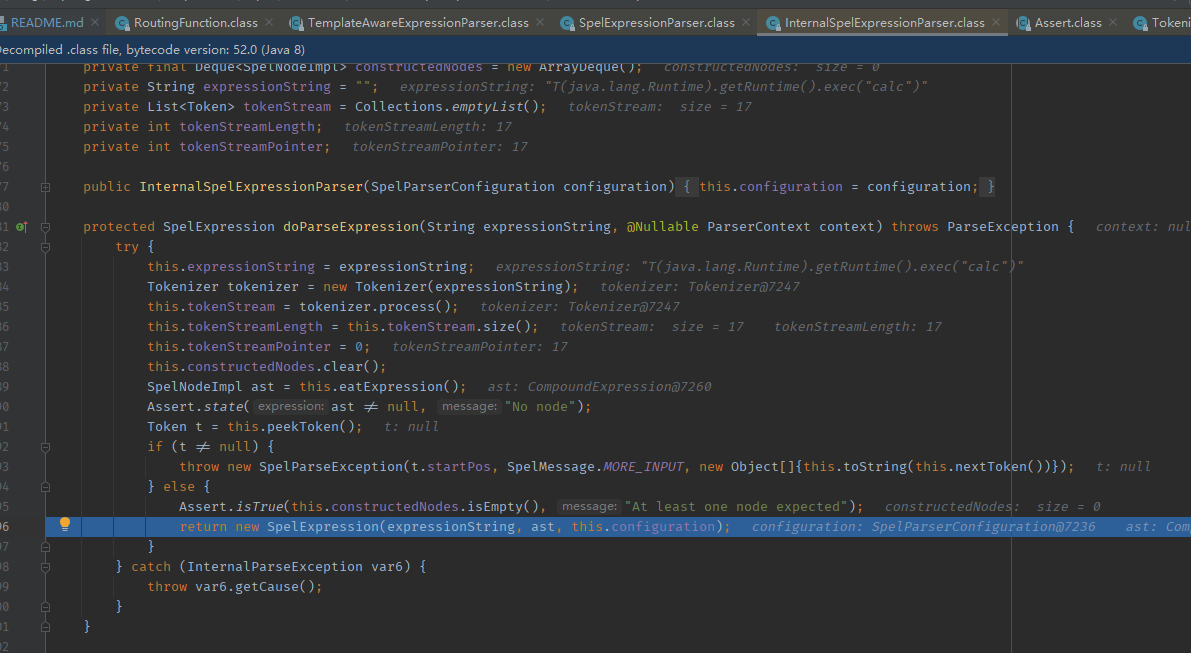 README.md × RoutingFunction.class × TemplateAwareExpressionParser.class × SpelExpressionParser.class × InternalSpelExpressionParser.class × Assert.class × Tokeni
Decompiled .class file, bytecode version: 52.0 (Java 8)
71 private final Deque<SpelNodeImpl> constructedNodes = new ArrayDeque(); constructedNodes: size = 0
72 private String expressionString = ""; expressionString: "T(java.lang.Runtime).getRuntime().exec("calc")"
73 private List<Token> tokenStream = Collections.emptyList(); tokenStream: size = 17
74 private int tokenStreamLength; tokenStreamLength: 17
75 private int tokenStreamPointer; tokenStreamPointer: 17
76
77 public InternalSpelExpressionParser(SpelParserConfiguration configuration) { this.configuration = configuration; }
80
81 protected SpelExpression doParseExpression(String expressionString, @Nullable ParserContext context) throws ParseException { context: nul
82 try {
83 this.expressionString = expressionString; expressionString: "T(java.lang.Runtime).getRuntime().exec("calc")"
84 Tokenizer tokenizer = new Tokenizer(expressionString); tokenizer: Tokenizer@7247
85 this.tokenStream = tokenizer.process(); tokenizer: Tokenizer@7247
86 this.tokenStreamLength = this.tokenStream.size(); tokenStream: size = 17 tokenStreamLength: 17
87 this.tokenStreamPointer = 0; tokenStreamPointer: 17
88 this.constructedNodes.clear();
89 SpelNodeImpl ast = this.eatExpression(); ast: CompoundExpression@7260
90 Assert.state( expression: ast ≠ null, message: "No node");
91 Token t = this.peekToken(); t: null
92 if (t ≠ null) {
93 throw new SpelParseException(t.startPos, SpelMessage.MORE_INPUT, new Object[]{this.toString(this.nextToken())}); t: null
94 } else {
95 Assert.isTrue(this.constructedNodes.isEmpty(), message: "At least one node expected"); constructedNodes: size = 0
96 return new SpelExpression(expressionString, ast, this.configuration); configuration: SpelParserConfiguration@7236 ast: Com
97 }
98 } catch (InternalParseException var6) {
99 throw var6.getCause();
00 }
01 }
02